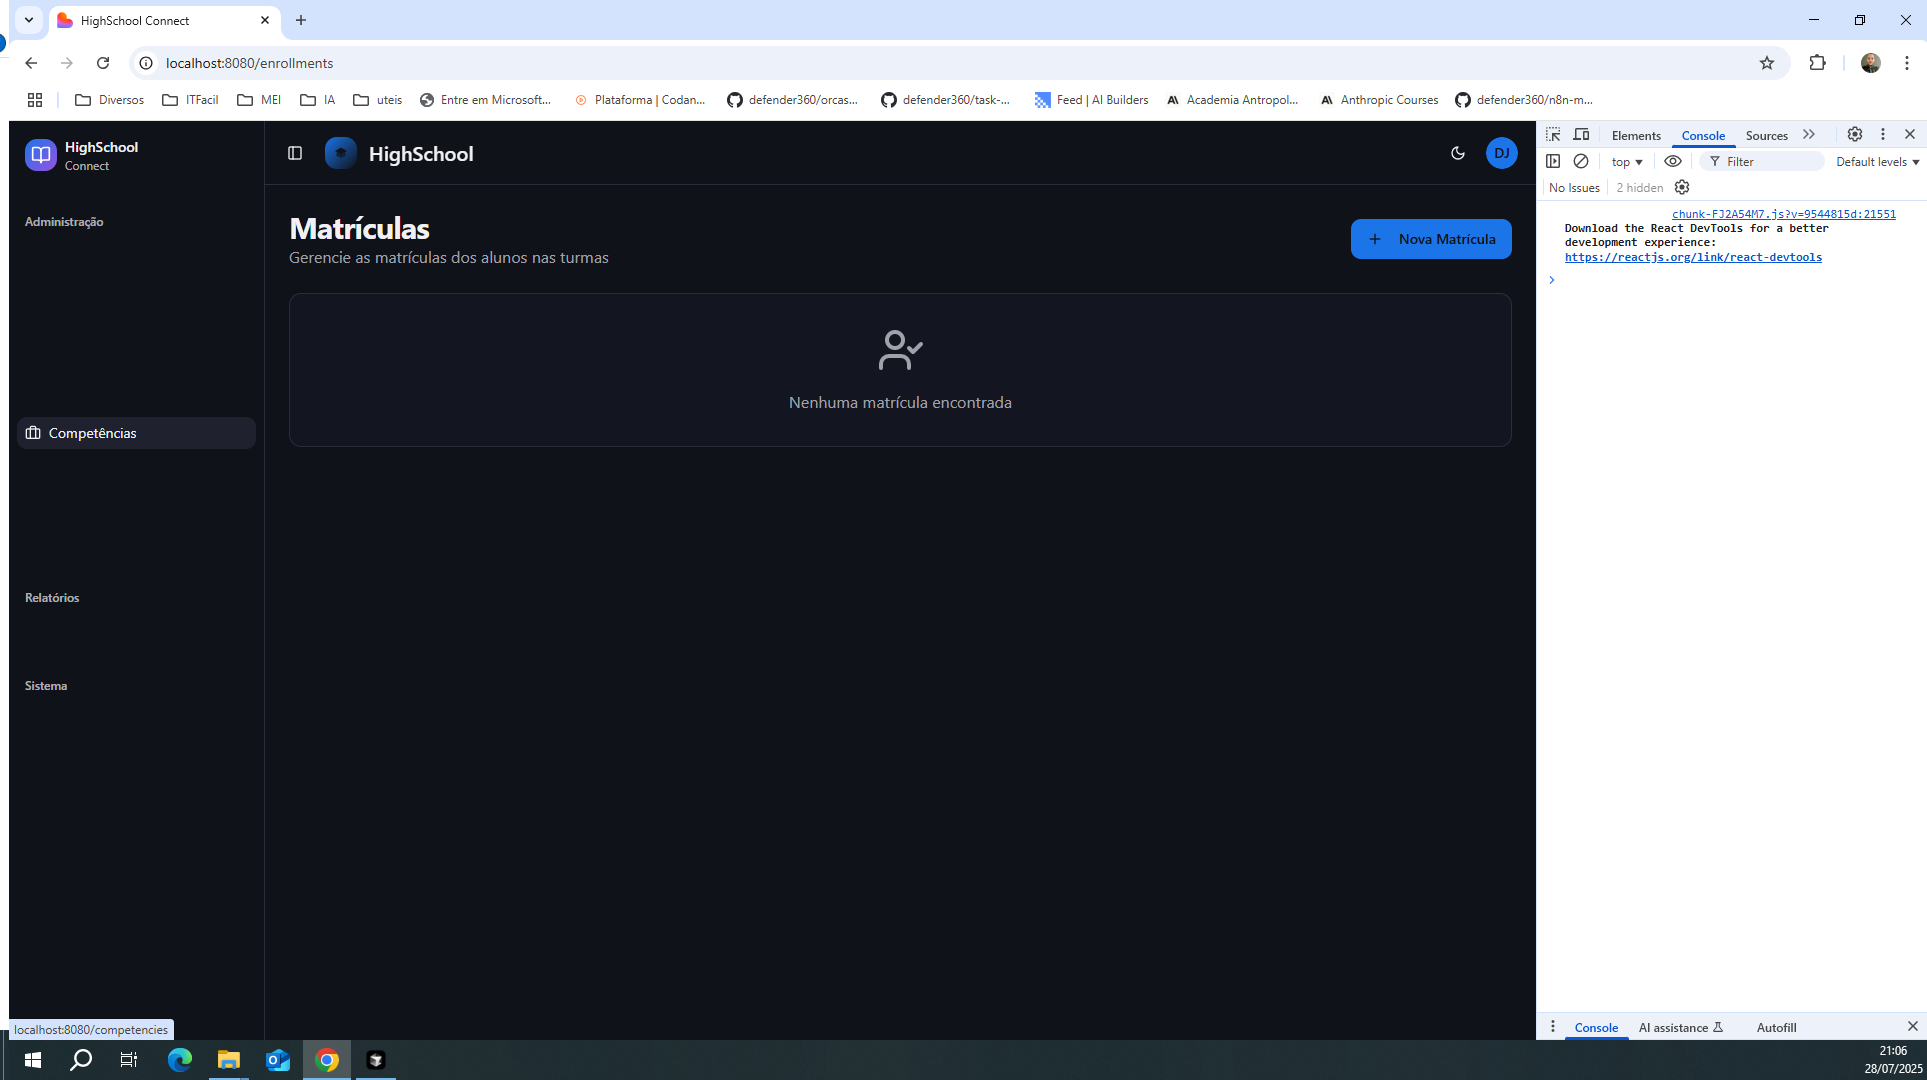 HighSchool Connect
localhost:8080/enrollments
Diversos ITFacil MEI IA uteis Entre em Microsoft... Plataforma | Codan... defender360/orcas... defender360/task-... Feed | AI Builders Academia Antropol... Anthropic Courses defender360/n8n-m...
HighSchool
Connect
Administração
Competências
Relatórios
Sistema
localhost:8080/competencies
HighSchool
DJ
Matrículas
Gerencie as matrículas dos alunos nas turmas
Nova Matrícula
Nenhuma matrícula encontrada
Elements Console Sources
top Filter Default levels
No Issues 2 hidden
chunk-FJ2A54M7.js?v=9544815d:21551
Download the React DevTools for a better
development experience:
https://reactjs.org/link/react-devtools
Console AI assistance Autofill
21:06
28/07/2025